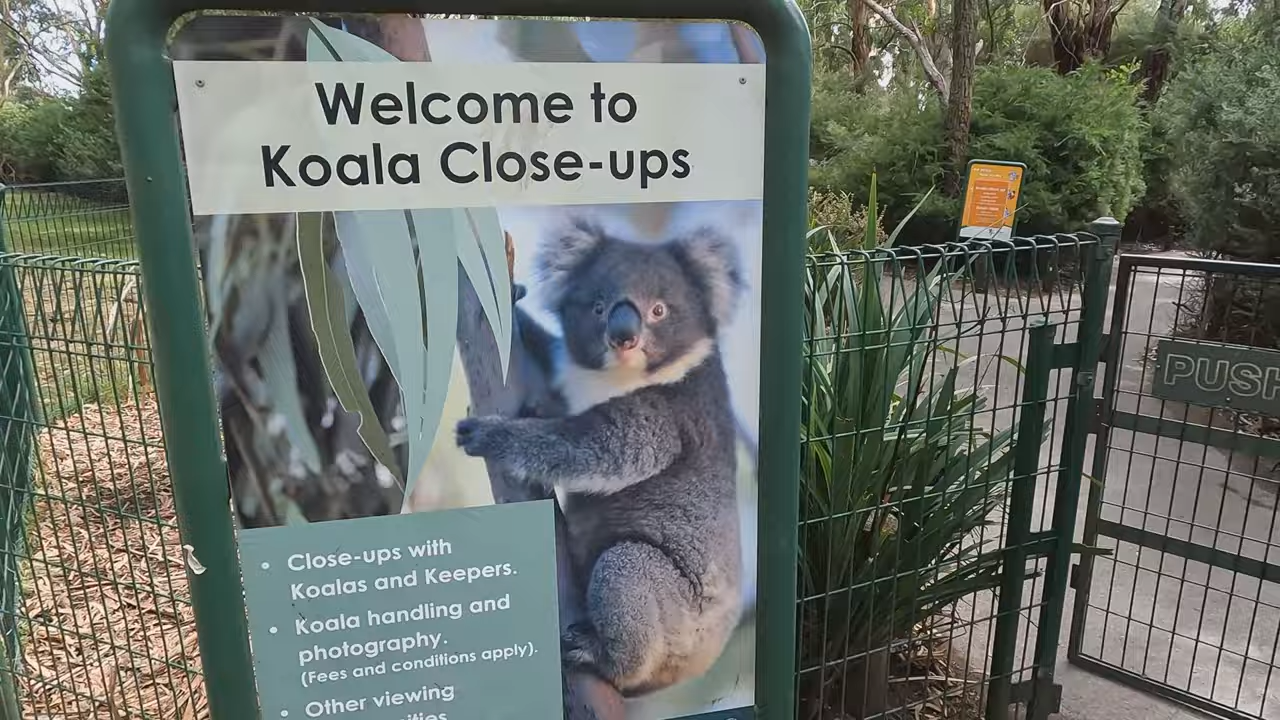 Welcome to
Koala Close-ups
• Close-ups with
Koalas and Keepers.
• Koala handling and
photography.
(Fees and conditions apply).
• Other viewing
PUSH